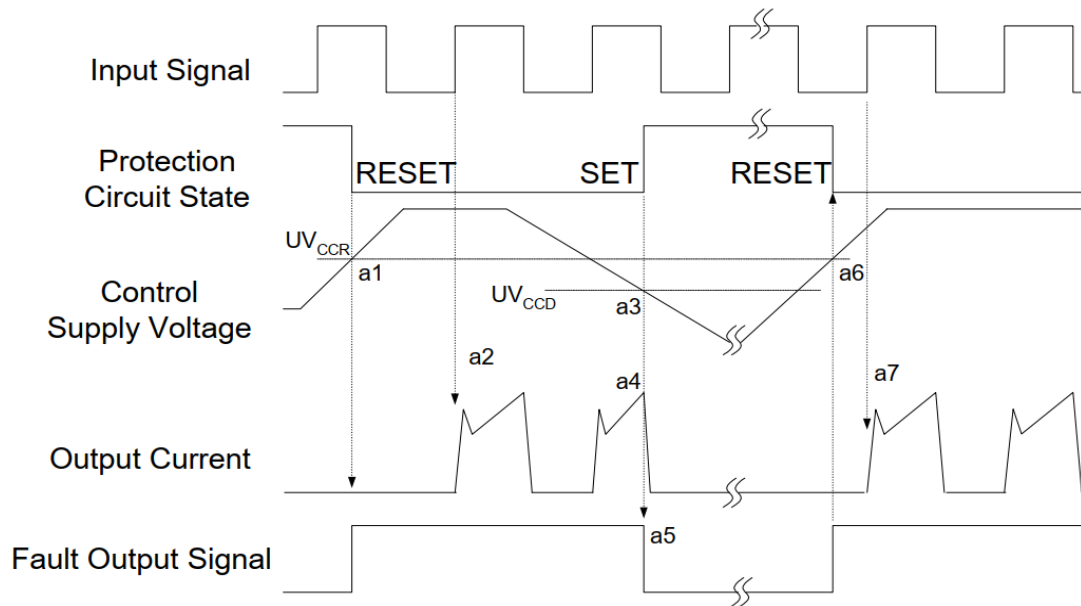 Input Signal
Protection
Circuit State
RESET
SET
RESET
UVCCR
a1
a6
Control
Supply Voltage
UVCCD
a3
a2
a4
a7
Output Current
a5
Fault Output Signal